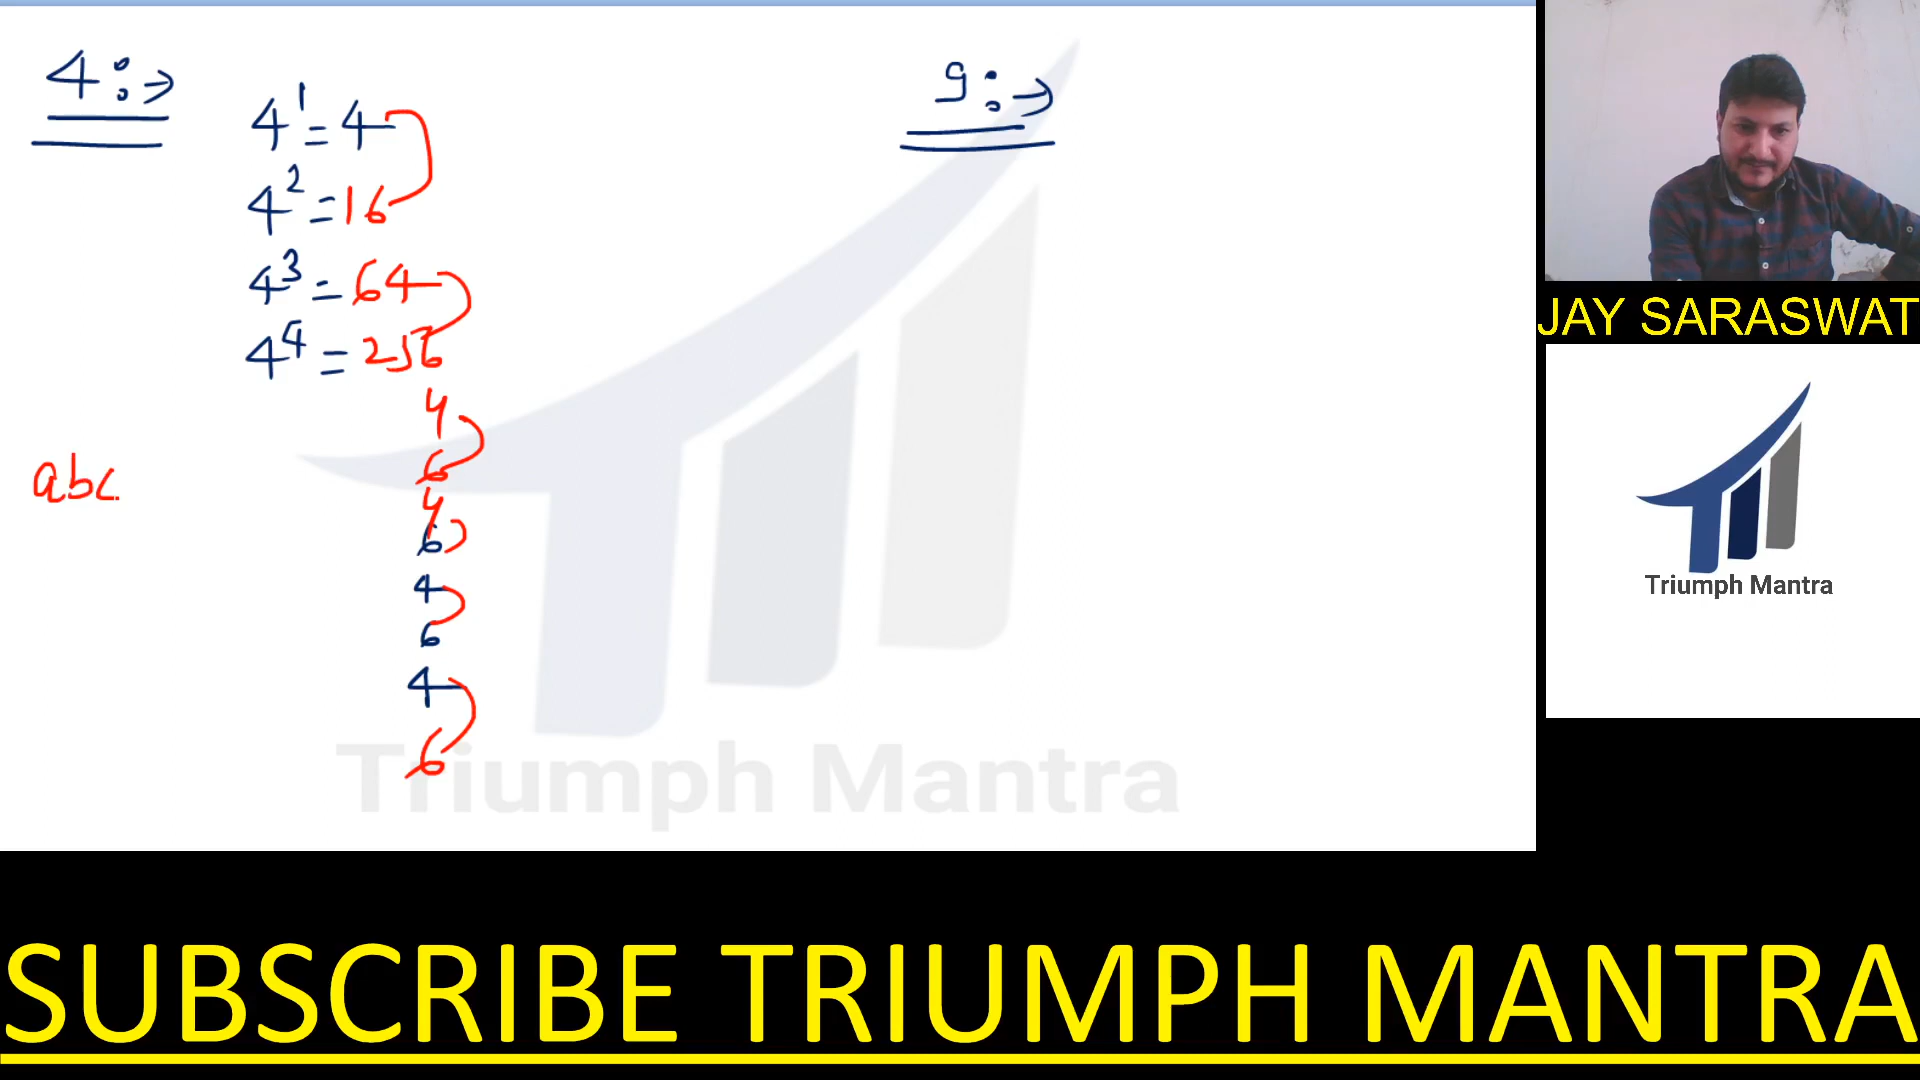 4:→
4¹=4
4²=16
4³=64
4⁴=256
4
6
4
6
4
6
4
6
abc
9:→
Triumph Mantra
JAY SARASWAT
Triumph Mantra
SUBSCRIBE TRIUMPH MANTRA